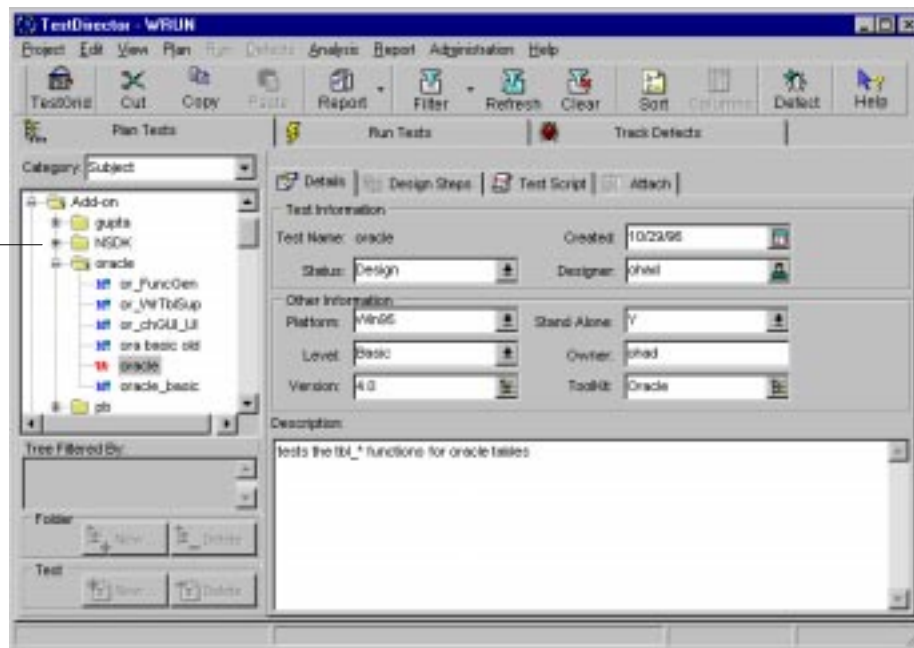 TestDirector - WRUN
Project Edit View Plan Run Defects Analysis Report Administration Help
TestGrid Cut Copy Paste Report Filter Refresh Clear Sort Columns Defect Help
Plan Tests Run Tests Track Defects
Category: Subject
Details Design Steps Test Script Attach
Add-on
gupta
NSDK
oracle
or_FuncGen
or_VirTblSup
or_chGUI_UI
ora basic old
oracle
oracle_basic
pb
Tree Filtered By:
Folder
New... Delete
Test
New... Delete
Test Information
Test Name: oracle Created: 10/29/96
Status: Design Designer: ohad
Other Information
Platform: Win95 Stand Alone: Y
Level: Basic Owner: ohad
Version: 4.0 ToolKit: Oracle
Description:
tests the tbl_* functions for oracle tables